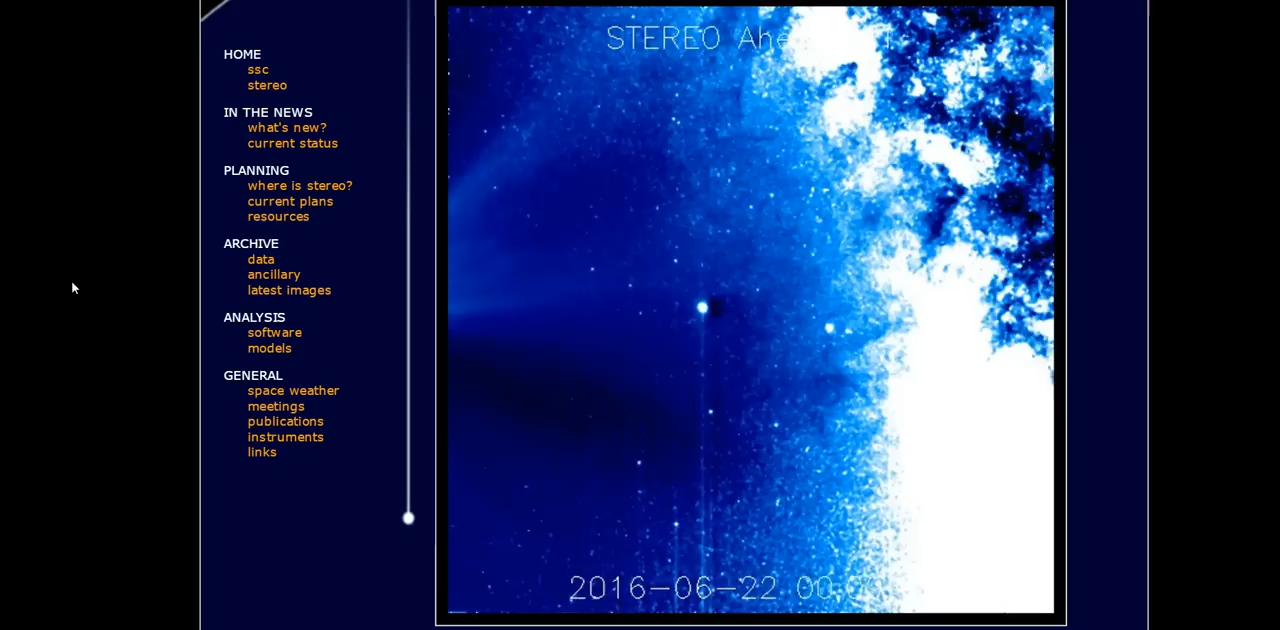 HOME
ssc
stereo
IN THE NEWS
what's new?
current status
PLANNING
where is stereo?
current plans
resources
ARCHIVE
data
ancillary
latest images
ANALYSIS
software
models
GENERAL
space weather
meetings
publications
instruments
links
STEREO
2016-06-22